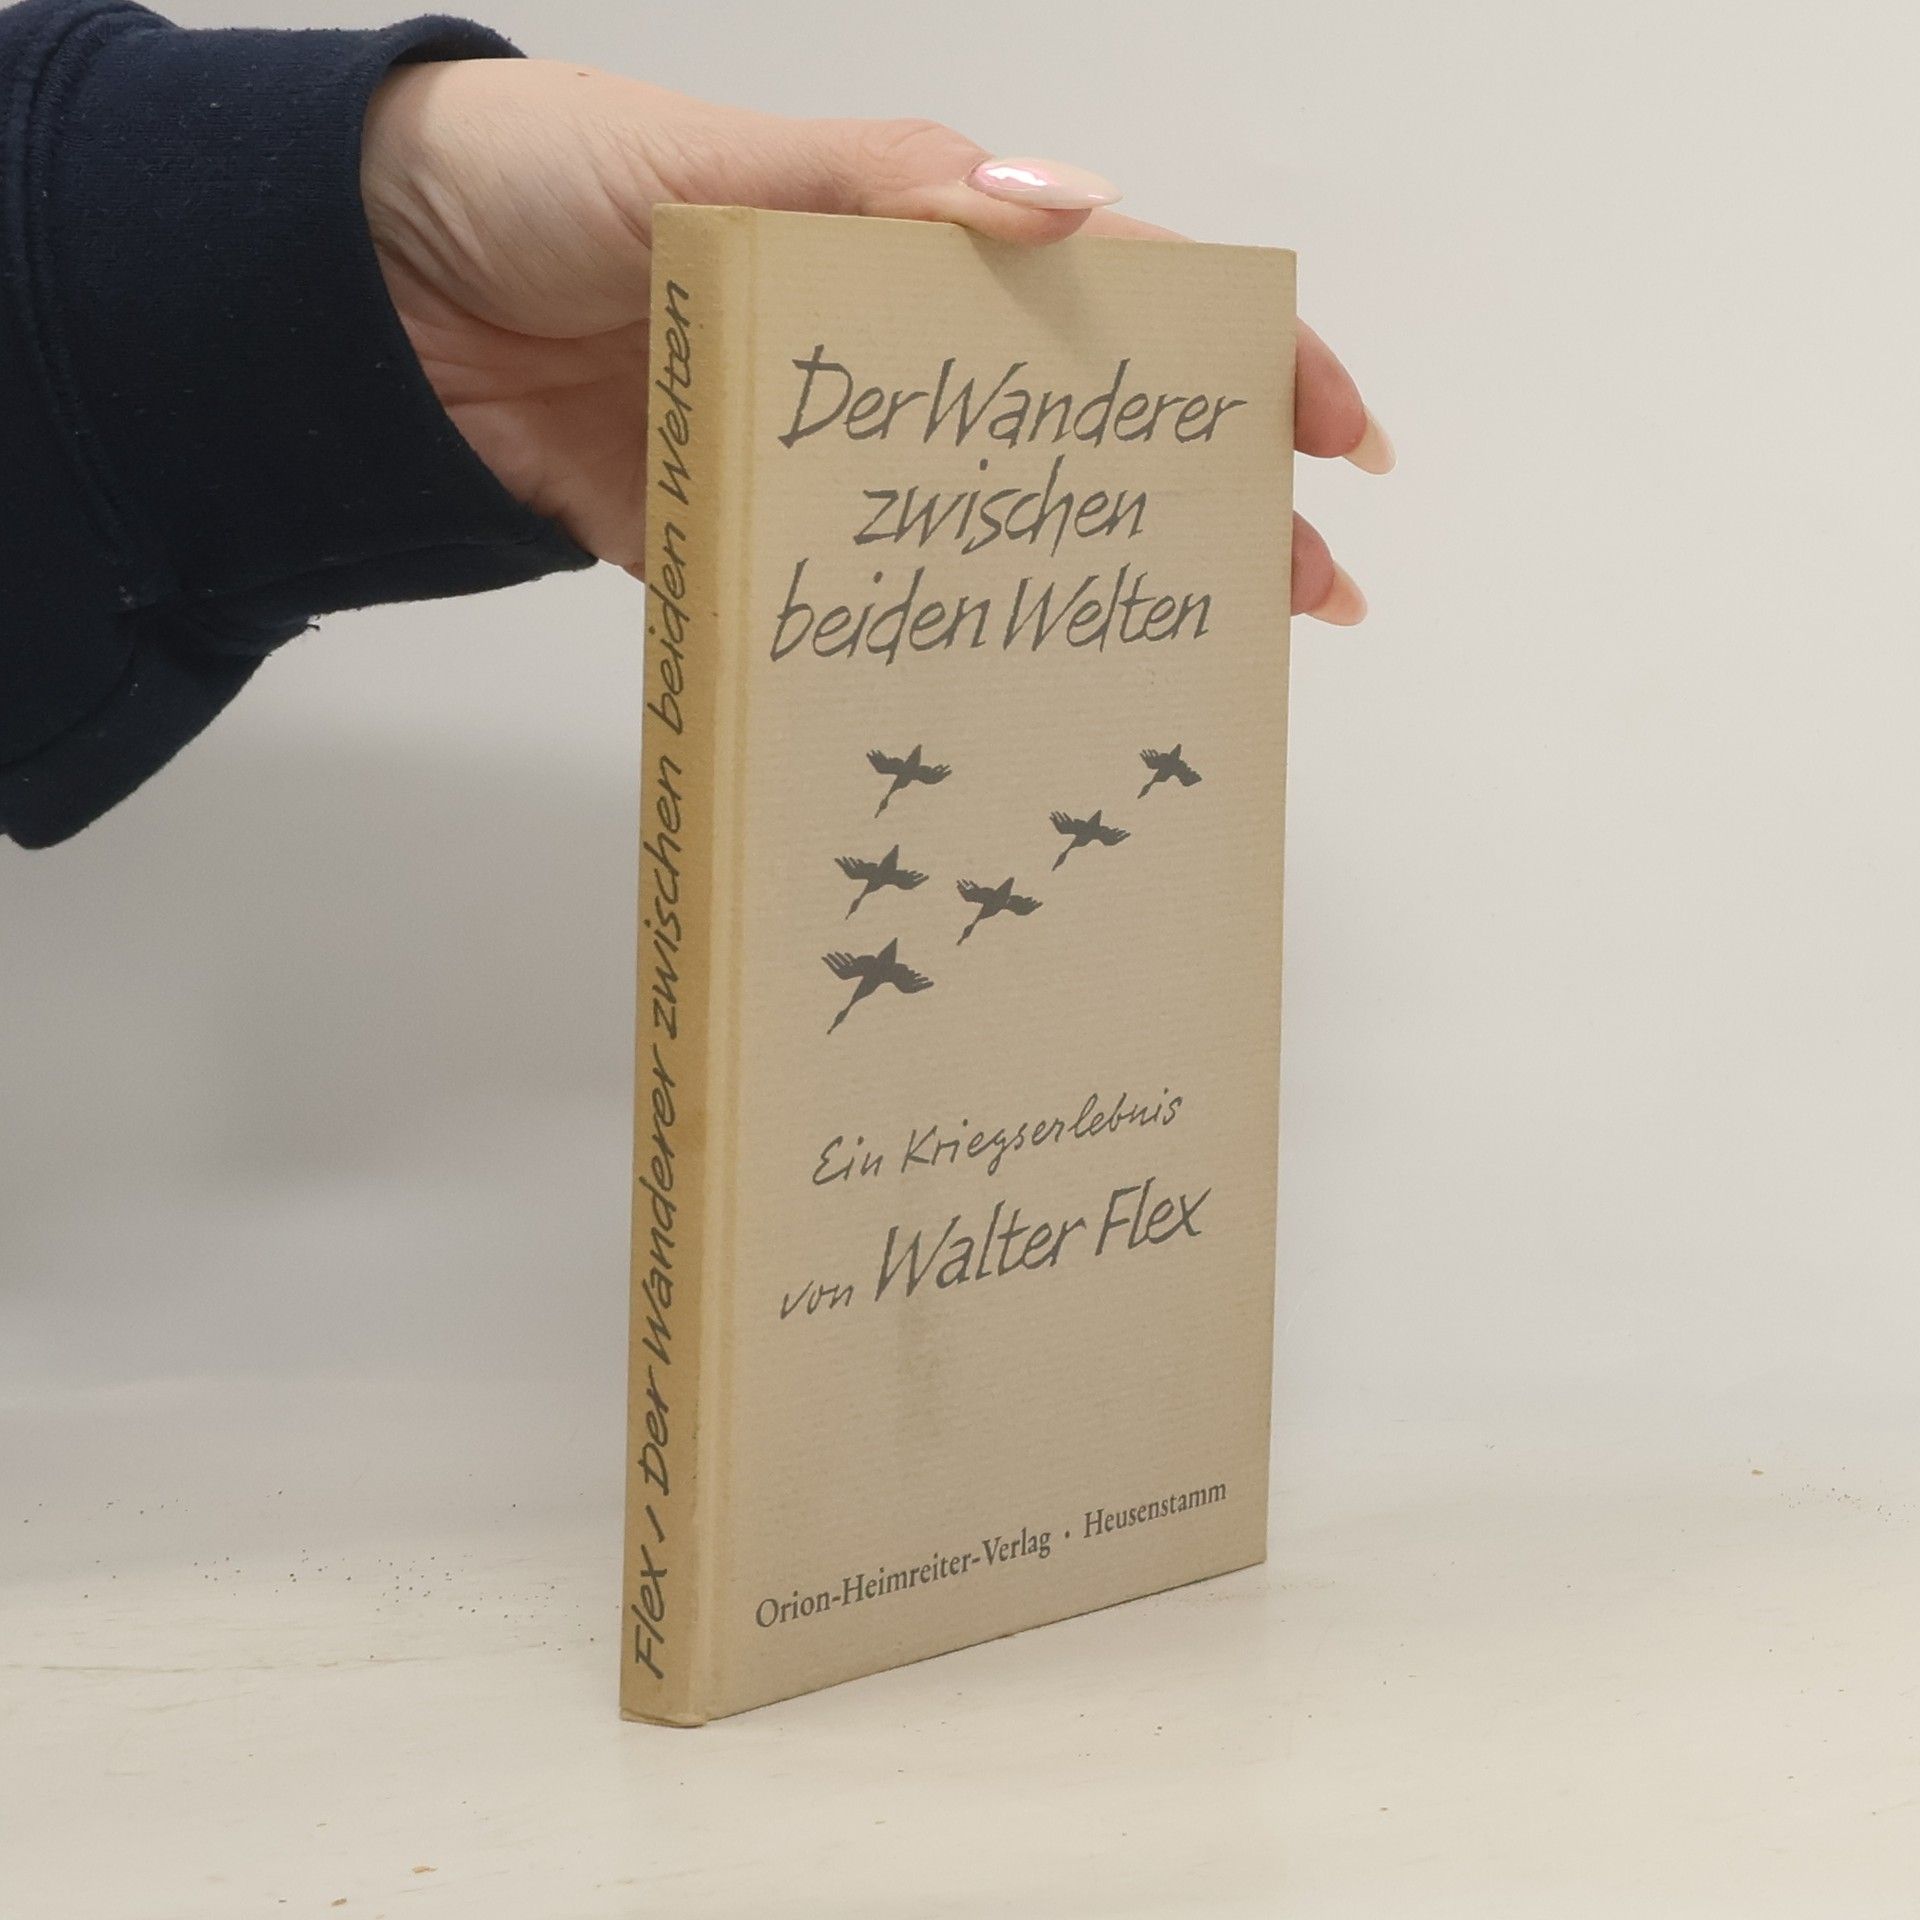 Flex / Der Wanderer zwischen beiden Welten
Der Wanderer
zwischen
beiden Welten
Ein Kriegserlebnis
von Walter Flex
Orion-Heimreiter-Verlag · Heusenstamm